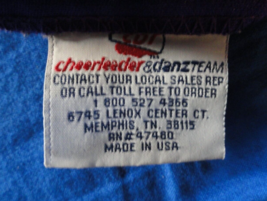 cheerleader & danzTEAM
CONTACT YOUR LOCAL SALES REP
OR CALL TOLL FREE TO ORDER
1 800 527 4366
6745 LENOX CENTER CT.
MEMPHIS, TN. 38115
RN# 47460
MADE IN USA